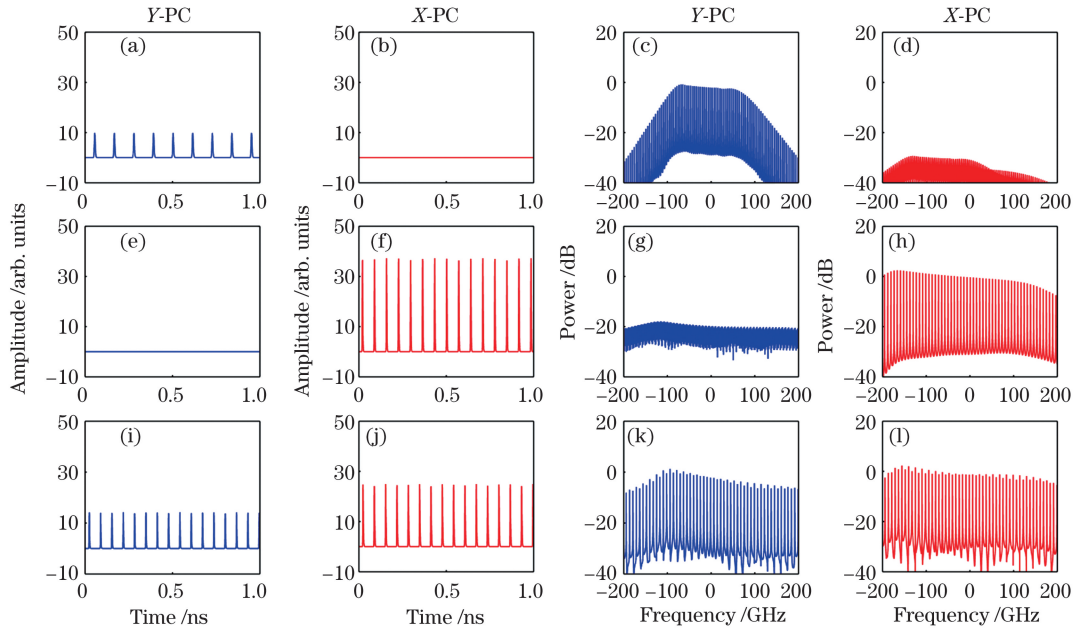 Y-PC X-PC Y-PC X-PC
50 50 20 20
(a) (b) (c) (d)
30 30 0 0
10 10 −20 −20
−10 −10 −40 −40
0 0.5 1.0 0 0.5 1.0 −200 −100 0 100 200 −200 −100 0 100 200
Amplitude /arb. units Amplitude /arb. units Power /dB Power /dB
50 50 20 20
(e) (f) (g) (h)
30 30 0 0
10 10 −20 −20
−10 −10 −40 −40
0 0.5 1.0 0 0.5 1.0 −200 −100 0 100 200 −200 −100 0 100 200
50 50 20 20
(i) (j) (k) (l)
30 30 0 0
10 10 −20 −20
−10 −10 −40 −40
0 0.5 1.0 0 0.5 1.0 −200 −100 0 100 200 −200 −100 0 100 200
Time /ns Time /ns Frequency /GHz Frequency /GHz